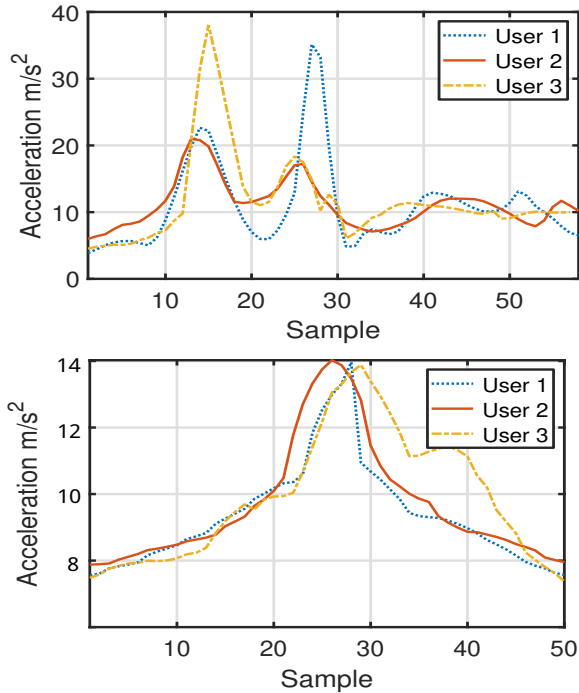 40
30
20
10
0
Acceleration m/s²
User 1
User 2
User 3
10
20
30
40
50
Sample
14
12
10
8
Acceleration m/s²
User 1
User 2
User 3
10
20
30
40
50
Sample